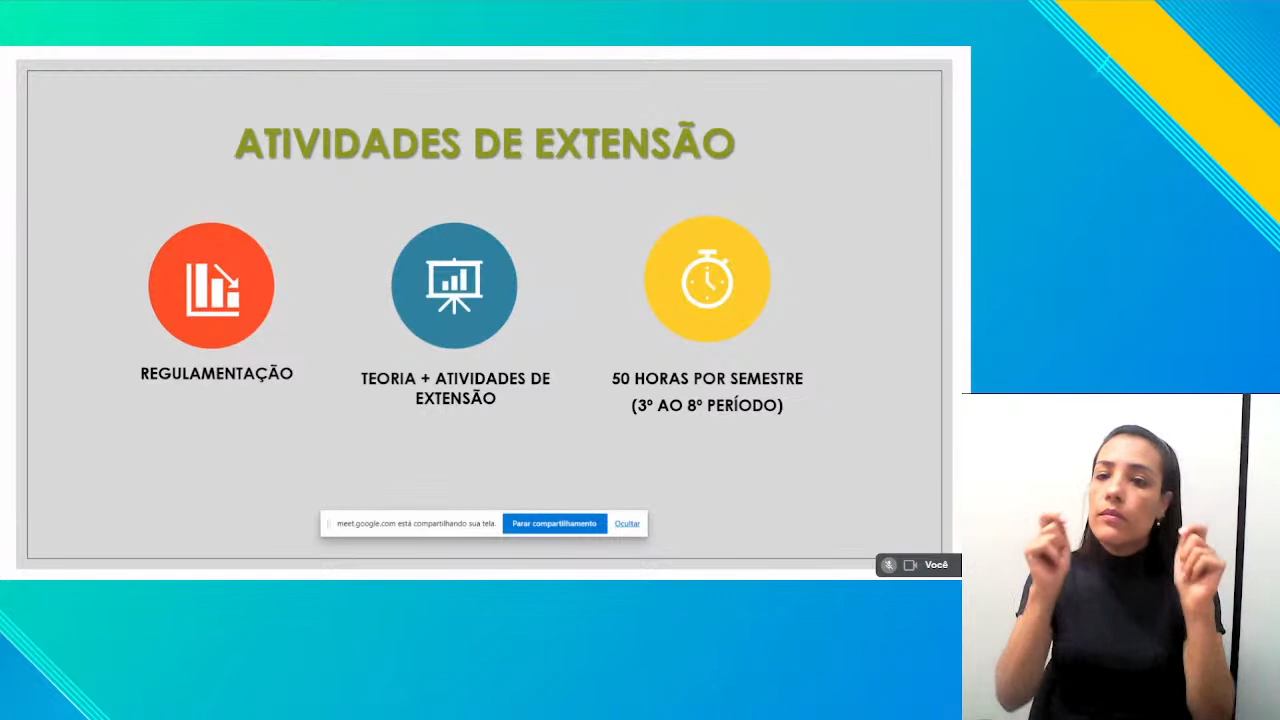 ATIVIDADES DE EXTENSÃO
REGULAMENTAÇÃO
TEORIA + ATIVIDADES DE
EXTENSÃO
50 HORAS POR SEMESTRE
(3º AO 8º PERÍODO)
meet.google.com está compartilhando sua tela.
Parar compartilhamento
Ocultar
Você